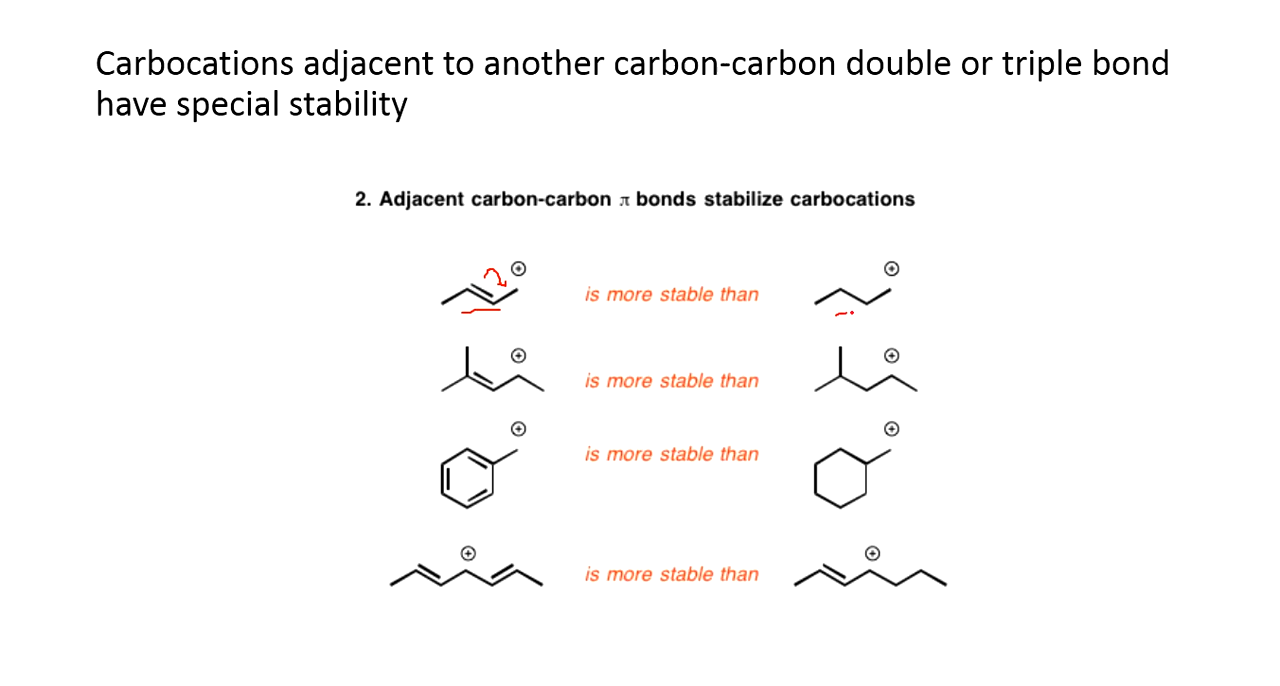 Carbocations adjacent to another carbon-carbon double or triple bond
have special stability
2. Adjacent carbon-carbon π bonds stabilize carbocations
⊕ is more stable than ⊕
⊕ is more stable than ⊕
⊕ is more stable than ⊕
⊕ is more stable than ⊕